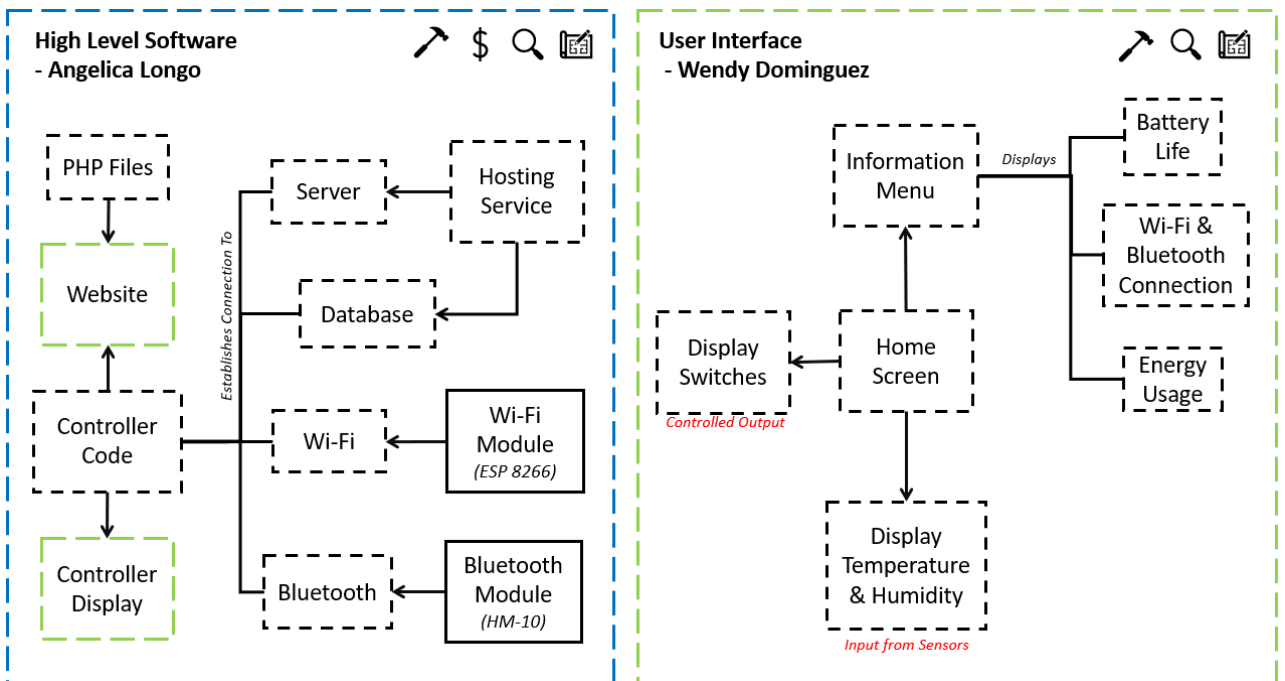 High Level Software
- Angelica Longo
$
PHP Files
Website
Controller
Code
Controller
Display
Establishes Connection To
Server
Hosting
Service
Database
Wi-Fi
Wi-Fi
Module
(ESP 8266)
Bluetooth
Bluetooth
Module
(HM-10)
User Interface
- Wendy Dominguez
Information
Menu
Displays
Battery
Life
Wi-Fi &
Bluetooth
Connection
Energy
Usage
Display
Switches
Controlled Output
Home
Screen
Display
Temperature
& Humidity
Input from Sensors